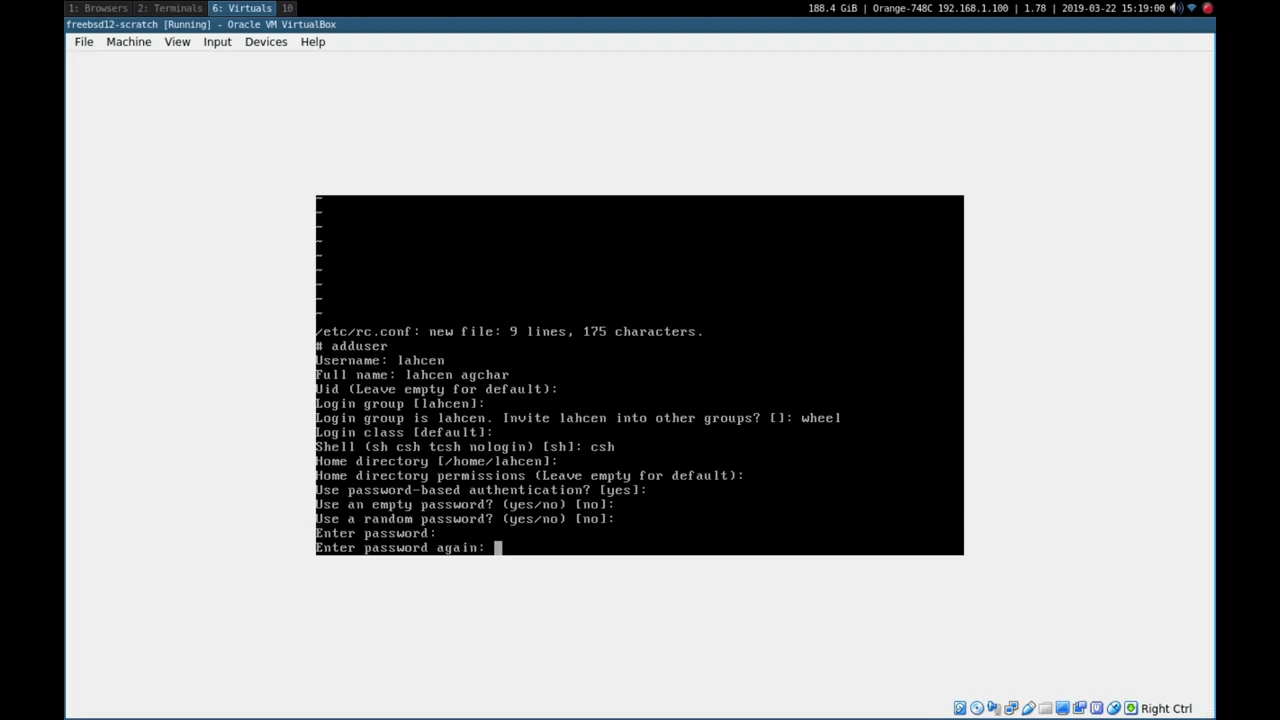 1: Browsers 2: Terminals 6: Virtuals 10 188.4 GiB | Orange-748C 192.168.1.100 | 1.78 | 2019-03-22 15:19:00
freebsd12-scratch [Running] - Oracle VM VirtualBox
File Machine View Input Devices Help
~
~
~
~
~
~
~
~
~
/etc/rc.conf: new file: 9 lines, 175 characters.
# adduser
Username: lahcen
Full name: lahcen agchar
Uid (Leave empty for default):
Login group [lahcen]:
Login group is lahcen. Invite lahcen into other groups? []: wheel
Login class [default]:
Shell (sh csh tcsh nologin) [sh]: csh
Home directory [/home/lahcen]:
Home directory permissions (Leave empty for default):
Use password-based authentication? [yes]:
Use an empty password? (yes/no) [no]:
Use a random password? (yes/no) [no]:
Enter password:
Enter password again:
Right Ctrl